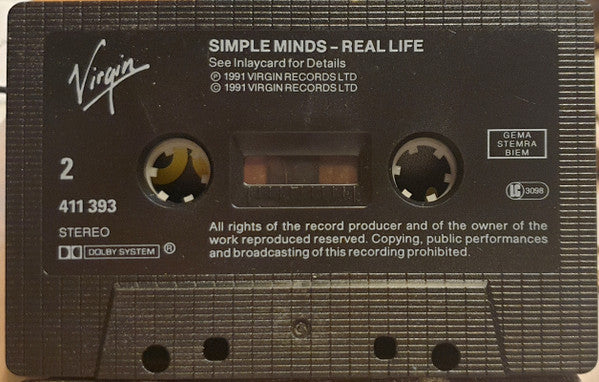 Virgin
SIMPLE MINDS – REAL LIFE
See Inlaycard for Details
Ⓟ 1991 VIRGIN RECORDS LTD
© 1991 VIRGIN RECORDS LTD
GEMA
STEMRA
BIEM
2
LC 3098
411 393
STEREO
DOLBY SYSTEM ®
All rights of the record producer and of the owner of the
work reproduced reserved. Copying, public performances
and broadcasting of this recording prohibited.